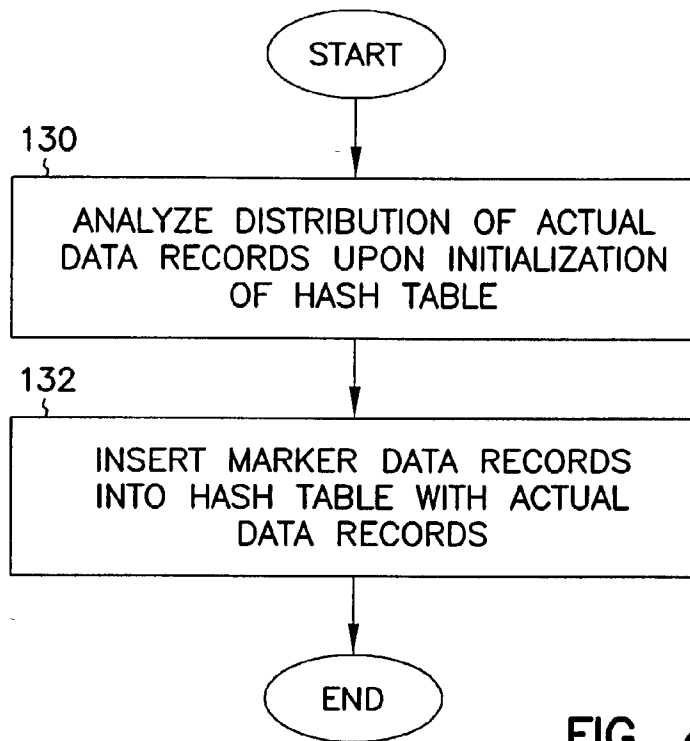 START
130
ANALYZE DISTRIBUTION OF ACTUAL
DATA RECORDS UPON INITIALIZATION
OF HASH TABLE
132
INSERT MARKER DATA RECORDS
INTO HASH TABLE WITH ACTUAL
DATA RECORDS
END
FIG.